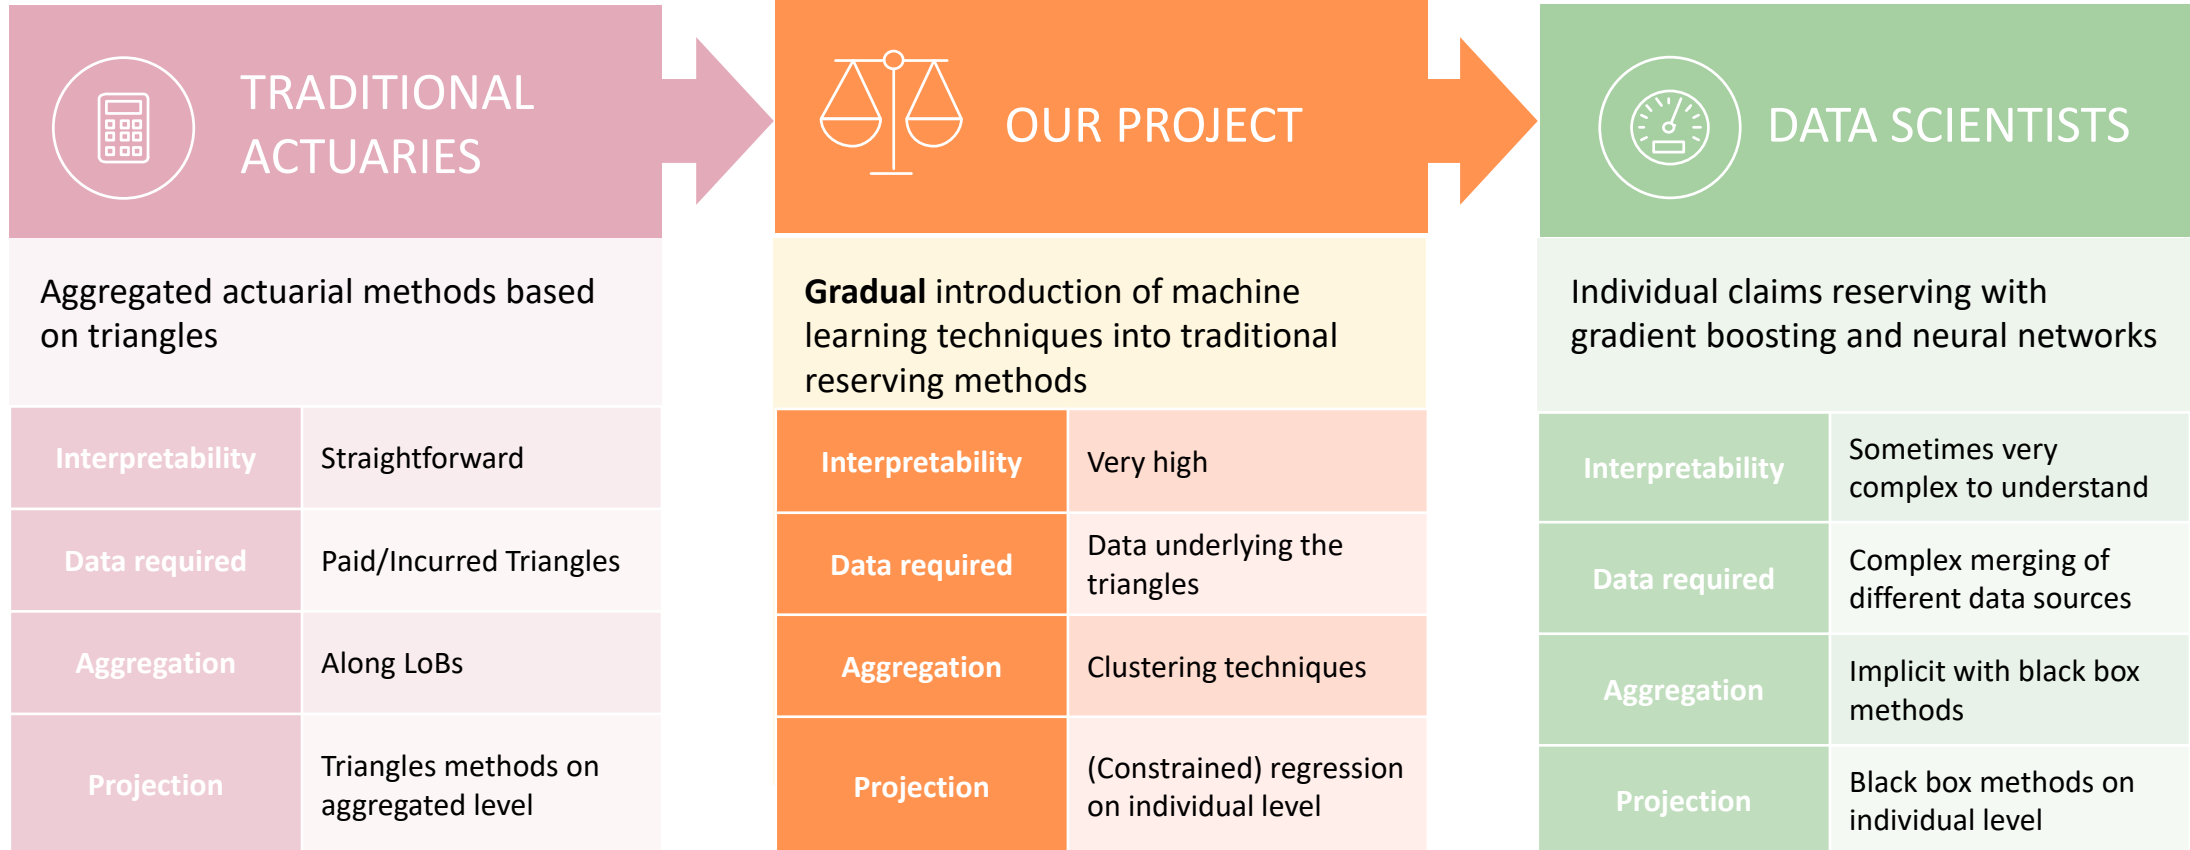 TRADITIONAL
ACTUARIES
Aggregated actuarial methods based
on triangles
Interpretability
Straightforward
Data required
Paid/Incurred Triangles
Aggregation
Along LoBs
Projection
Triangles methods on
aggregated level
OUR PROJECT
Gradual introduction of machine
learning techniques into traditional
reserving methods
Interpretability
Very high
Data required
Data underlying the
triangles
Aggregation
Clustering techniques
Projection
(Constrained) regression
on individual level
DATA SCIENTISTS
Individual claims reserving with
gradient boosting and neural networks
Interpretability
Sometimes very
complex to understand
Data required
Complex merging of
different data sources
Aggregation
Implicit with black box
methods
Projection
Black box methods on
individual level